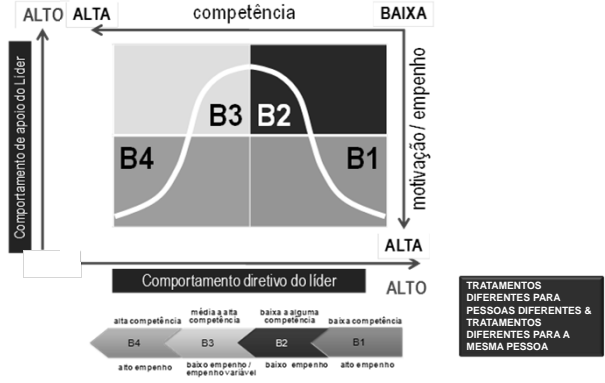 ALTO
ALTA
competência
BAIXA
Comportamento de apoio do Líder
B3
B2
B4
B1
motivação / empenho
ALTA
Comportamento diretivo do líder
ALTO
alta competência
média a alta
competência
baixa a alguma
competência
baixa competência
B4
B3
B2
B1
alto empenho
baixo empenho /
empenho variável
baixo empenho
alto empenho
TRATAMENTOS
DIFERENTES PARA
PESSOAS DIFERENTES &
TRATAMENTOS
DIFERENTES PARA A
MESMA PESSOA